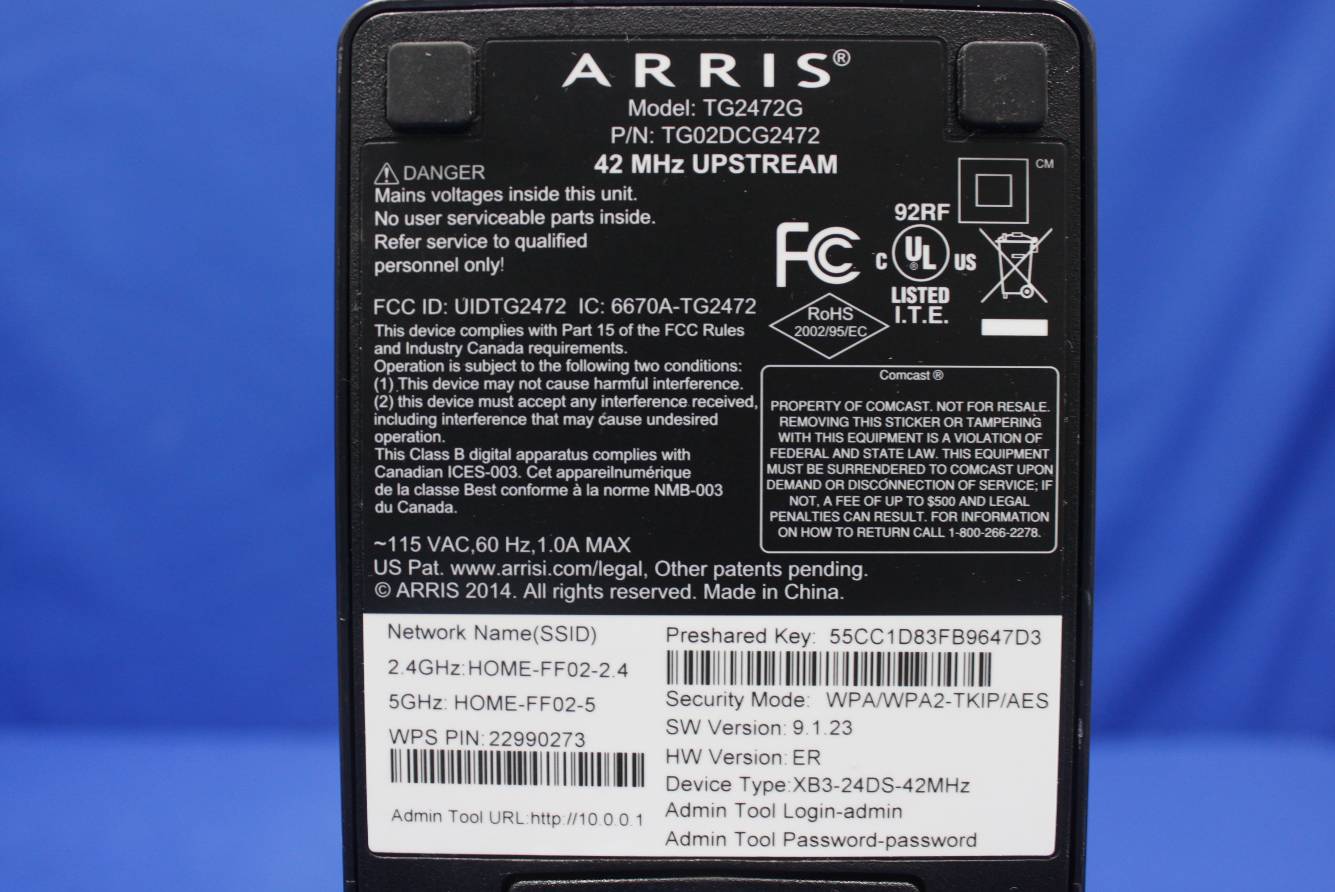 ARRIS®
Model: TG2472G
P/N: TG02DCG2472
42 MHz UPSTREAM
DANGER
Mains voltages inside this unit.
No user serviceable parts inside.
Refer service to qualified
personnel only!
CM
92RF
FC
C UL® US
LISTED
I.T.E.
RoHS
2002/95/EC
FCC ID: UIDTG2472 IC: 6670A-TG2472
This device complies with Part 15 of the FCC Rules
and Industry Canada requirements.
Operation is subject to the following two conditions:
(1) This device may not cause harmful interference.
(2) this device must accept any interference received,
including interference that may cause undesired
operation.
This Class B digital apparatus complies with
Canadian ICES-003. Cet appareilnumérique
de la classe Best conforme à la norme NMB-003
du Canada.
Comcast ®
PROPERTY OF COMCAST. NOT FOR RESALE.
REMOVING THIS STICKER OR TAMPERING
WITH THIS EQUIPMENT IS A VIOLATION OF
FEDERAL AND STATE LAW. THIS EQUIPMENT
MUST BE SURRENDERED TO COMCAST UPON
DEMAND OR DISCONNECTION OF SERVICE; IF
NOT, A FEE OF UP TO $500 AND LEGAL
PENALTIES CAN RESULT. FOR INFORMATION
ON HOW TO RETURN CALL 1-800-266-2278.
~115 VAC,60 Hz,1.0A MAX
US Pat. www.arrisi.com/legal, Other patents pending.
© ARRIS 2014. All rights reserved. Made in China.
Network Name(SSID)
2.4GHz:HOME-FF02-2.4
5GHz: HOME-FF02-5
WPS PIN:22990273
Admin Tool URL:http://10.0.0.1
Preshared Key: 55CC1D83FB9647D3
Security Mode: WPA/WPA2-TKIP/AES
SW Version: 9.1.23
HW Version: ER
Device Type:XB3-24DS-42MHz
Admin Tool Login-admin
Admin Tool Password-password